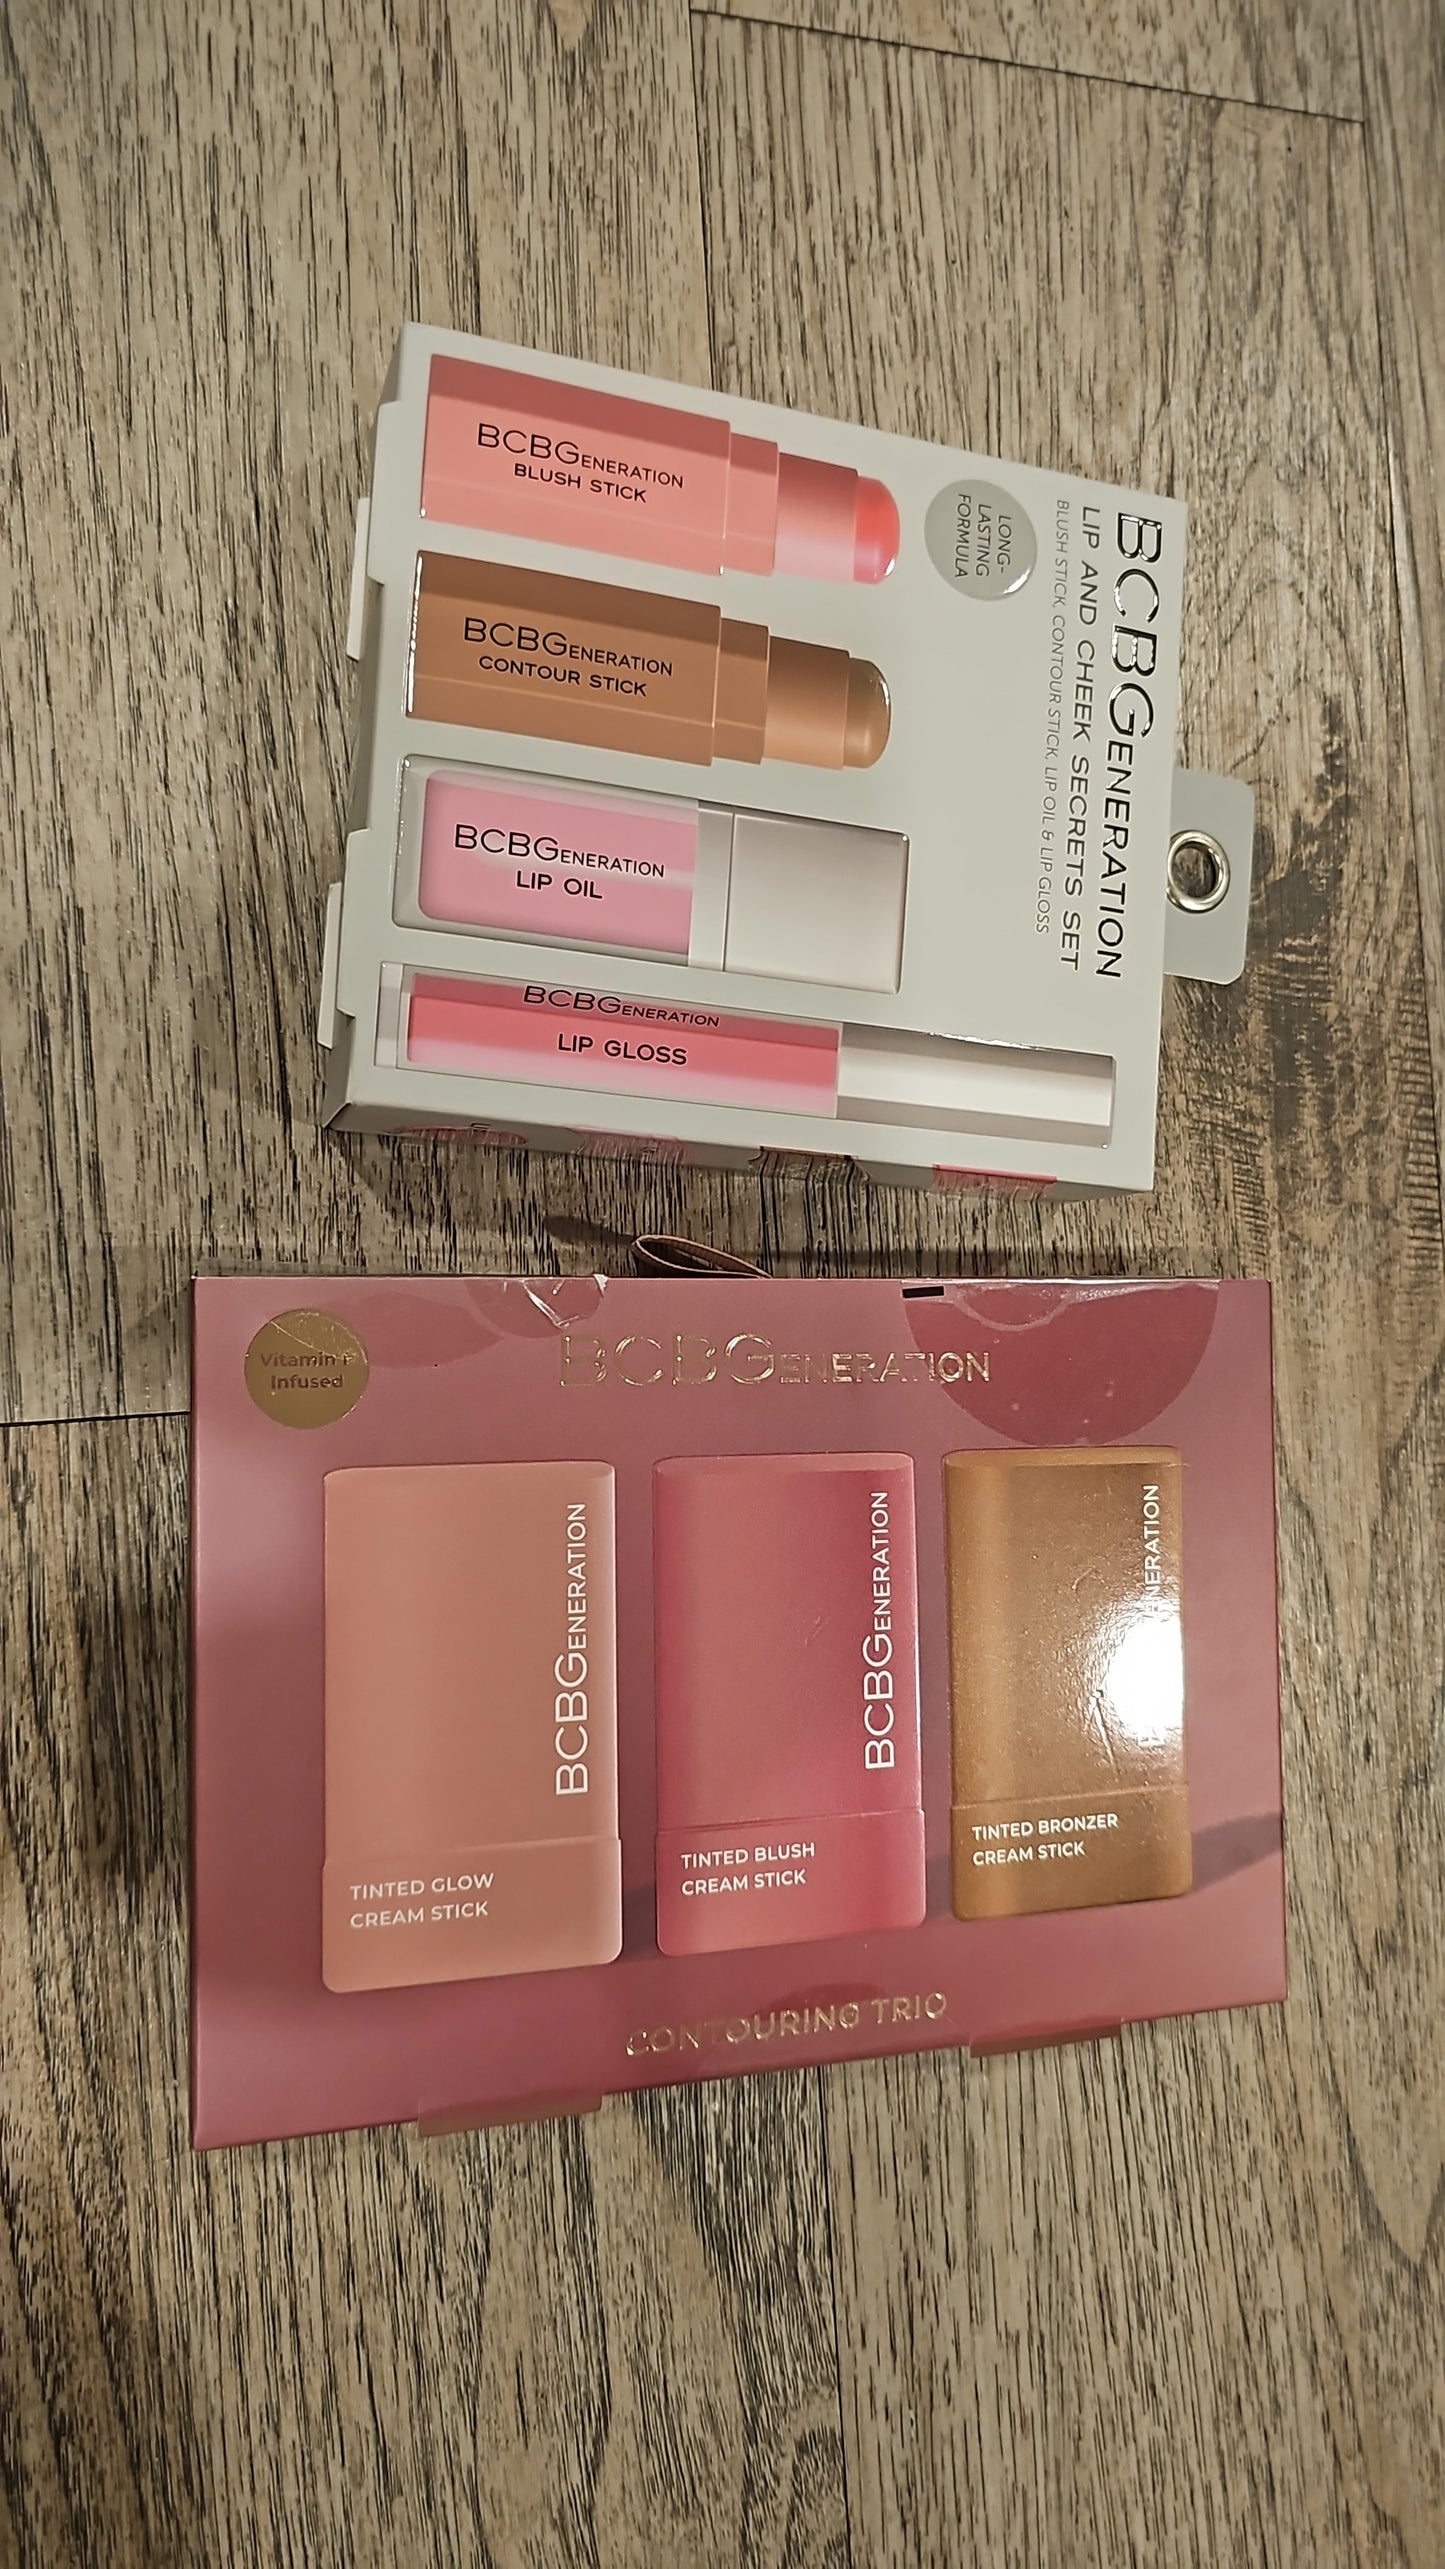 BCBGENERATION
LIP AND CHEEK SECRETS SET
BLUSH STICK, CONTOUR STICK, LIP OIL & LIP GLOSS
LONG-
LASTING
FORMULA
BCBGENERATION
BLUSH STICK
BCBGENERATION
CONTOUR STICK
BCBGENERATION
LIP OIL
BCBGENERATION
LIP GLOSS
Vitamin
Infused
BCBGENERATION
BCBGENERATION
TINTED GLOW
CREAM STICK
BCBGENERATION
TINTED BLUSH
CREAM STICK
TINTED BRONZER
CREAM STICK
CONTOURING TRIO